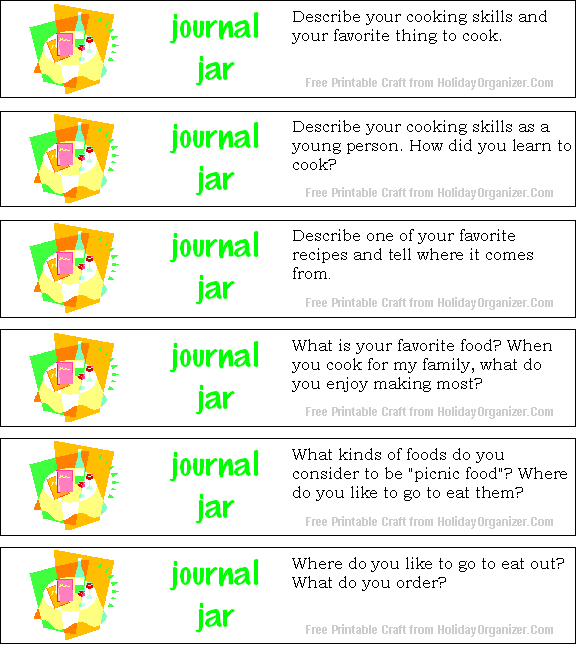 journal
jar
Describe your cooking skills and
your favorite thing to cook.
Free Printable Craft from HolidayOrganizer.Com
journal
jar
Describe your cooking skills as a
young person. How did you learn to
cook?
Free Printable Craft from HolidayOrganizer.Com
journal
jar
Describe one of your favorite
recipes and tell where it comes
from.
Free Printable Craft from HolidayOrganizer.Com
journal
jar
What is your favorite food? When
you cook for my family, what do
you enjoy making most?
Free Printable Craft from HolidayOrganizer.Com
journal
jar
What kinds of foods do you
consider to be "picnic food"? Where
do you like to go to eat them?
Free Printable Craft from HolidayOrganizer.Com
journal
jar
Where do you like to go to eat out?
What do you order?
Free Printable Craft from HolidayOrganizer.Com